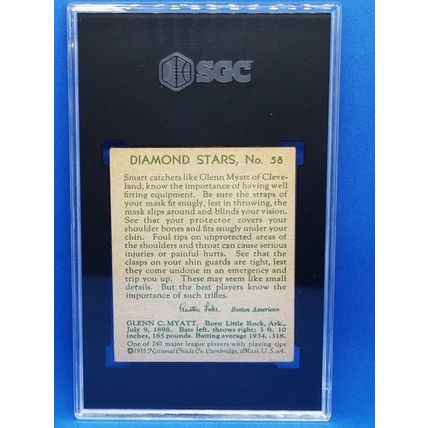 SGC
DIAMOND STARS, No. 58
Smart catchers like Glenn Myatt of Cleve-
land, know the importance of having well
fitting equipment. Be sure the straps of
your mask fit snugly, lest in throwing, the
mask slips around and blinds your vision.
See that your protector covers your
shoulder bones and fits snugly under your
chin. Foul tips on unprotected areas of
the shoulders and throat can cause serious
injuries or painful hurts. See that the
clasps on your shin guards are tight, lest
they come undone in an emergency and
trip you up. These may seem like small
details. But the best players know the
importance of such trifles.
Austin Lake Boston Americans
GLENN C. MYATT. Born Little Rock, Ark.,
July 9, 1898. Bats left, throws right; 5 ft. 10
inches, 165 pounds. Batting average 1934, .318.
One of 240 major league players with playing tips
©1935 National Chicle Co. Cambridge, Mass. U.S.A.